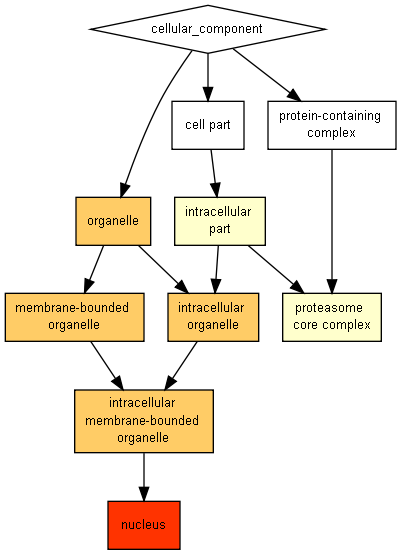 cellular_component
cell part
protein-containing
complex
organelle
intracellular
part
membrane-bounded
organelle
intracellular
organelle
proteasome
core complex
intracellular
membrane-bounded
organelle
nucleus